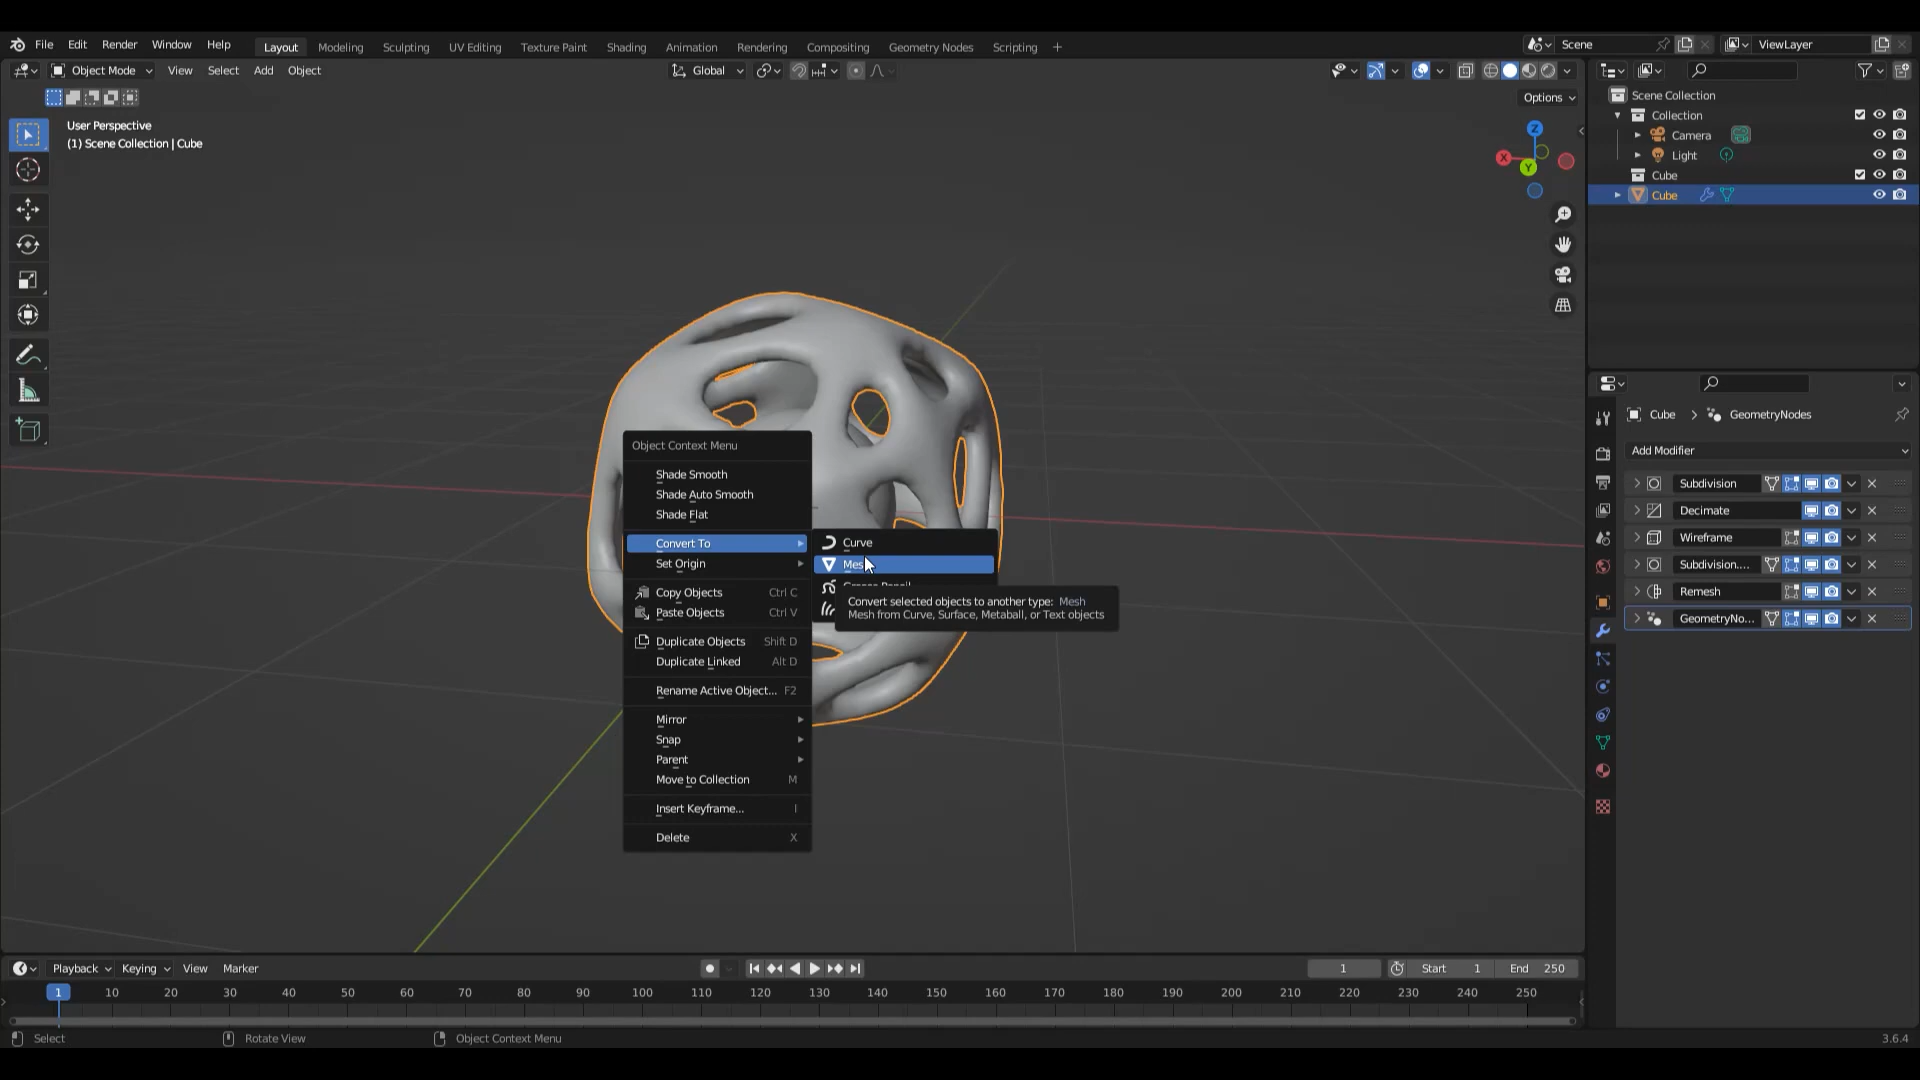 File Edit Render Window Help Layout Modeling Sculpting UV Editing Texture Paint Shading Animation Rendering Compositing Geometry Nodes Scripting + Scene ViewLayer
Object Mode View Select Add Object Global
Options
User Perspective
(1) Scene Collection | Cube
Z
X
Y
Scene Collection
Collection
Camera
Light
Cube
Cube
Cube > GeometryNodes
Add Modifier
Subdivision
Decimate
Wireframe
Subdivision....
Remesh
GeometryNo...
Object Context Menu
Shade Smooth
Shade Auto Smooth
Shade Flat
Convert To
Set Origin
Copy Objects Ctrl C
Paste Objects Ctrl V
Duplicate Objects Shift D
Duplicate Linked Alt D
Rename Active Object... F2
Mirror
Snap
Parent
Move to Collection M
Insert Keyframe... I
Delete X
Curve
Convert selected objects to another type: Mesh
Mesh from Curve, Surface, Metaball, or Text objects
Playback Keying View Marker 1 Start 1 End 250
1 10 20 30 40 50 60 70 80 90 100 110 120 130 140 150 160 170 180 190 200 210 220 230 240 250
Select Rotate View Object Context Menu 3.6.4